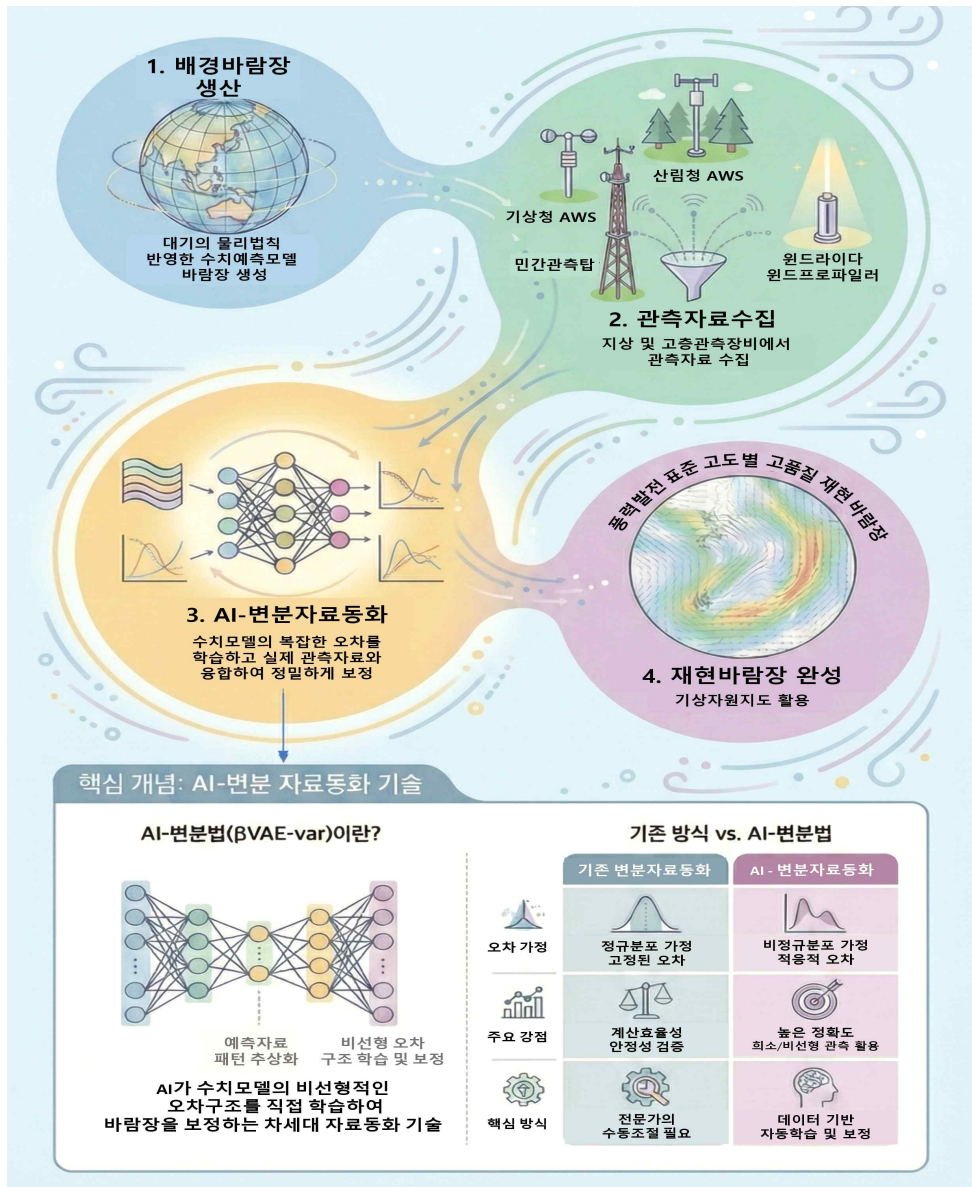 1. 배경바람장
생산
대기의 물리법칙
반영한 수치예측모델
바람장 생성
산림청 AWS
기상청 AWS
민간관측탑
윈드라이다
윈드프로파일러
2. 관측자료수집
지상 및 고층관측장비에서
관측자료 수집
3. AI-변분자료동화
수치모델의 복잡한 오차를
학습하고 실제 관측자료와
융합하여 정밀하게 보정
풍력발전 표준 고도별 고품질 재현바람장
4. 재현바람장 완성
기상자원지도 활용
핵심 개념: AI-변분 자료동화 기술
AI-변분법(βVAE-var)이란?
예측자료
패턴 추상화
비선형 오차
구조 학습 및 보정
AI가 수치모델의 비선형적인
오차구조를 직접 학습하여
바람장을 보정하는 차세대 자료동화 기술
기존 방식 vs. AI-변분법
기존 변분자료동화
AI - 변분자료동화
오차 가정
정규분포 가정
고정된 오차
비정규분포 가정
적응적 오차
주요 강점
계산효율성
안정성 검증
높은 정확도
희소/비선형 관측 활용
핵심 방식
전문가의
수동조절 필요
데이터 기반
자동학습 및 보정